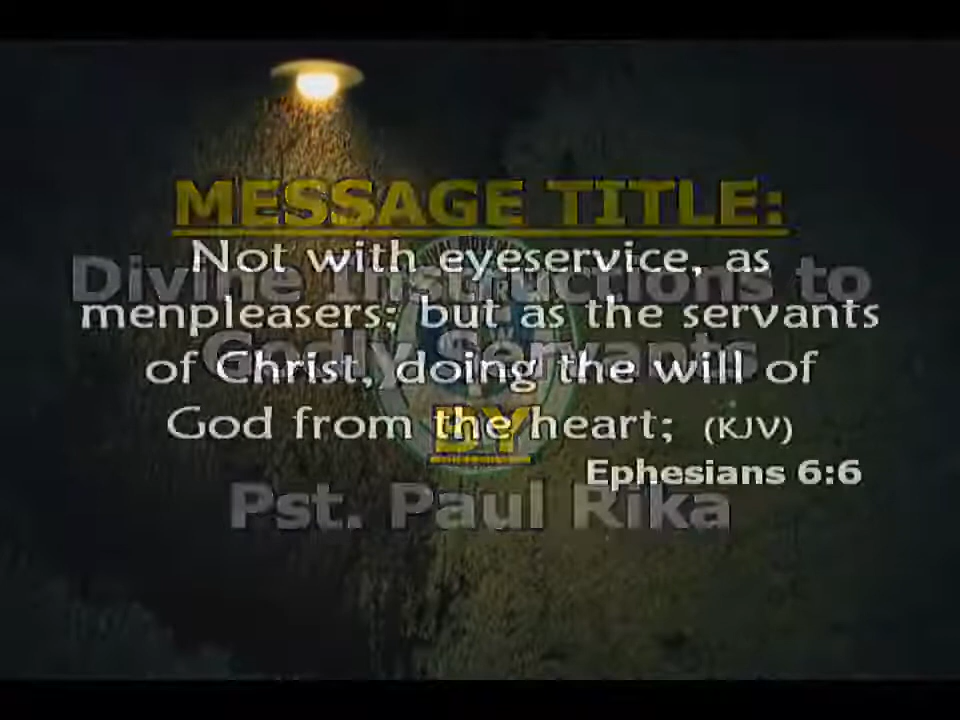 MESSAGE TITLE:
Divine Instructions to
Godly Servants
BY
Pst. Paul Rika
Not with eyeservice, as
menpleasers; but as the servants
of Christ, doing the will of
God from the heart; (KJV)
Ephesians 6:6